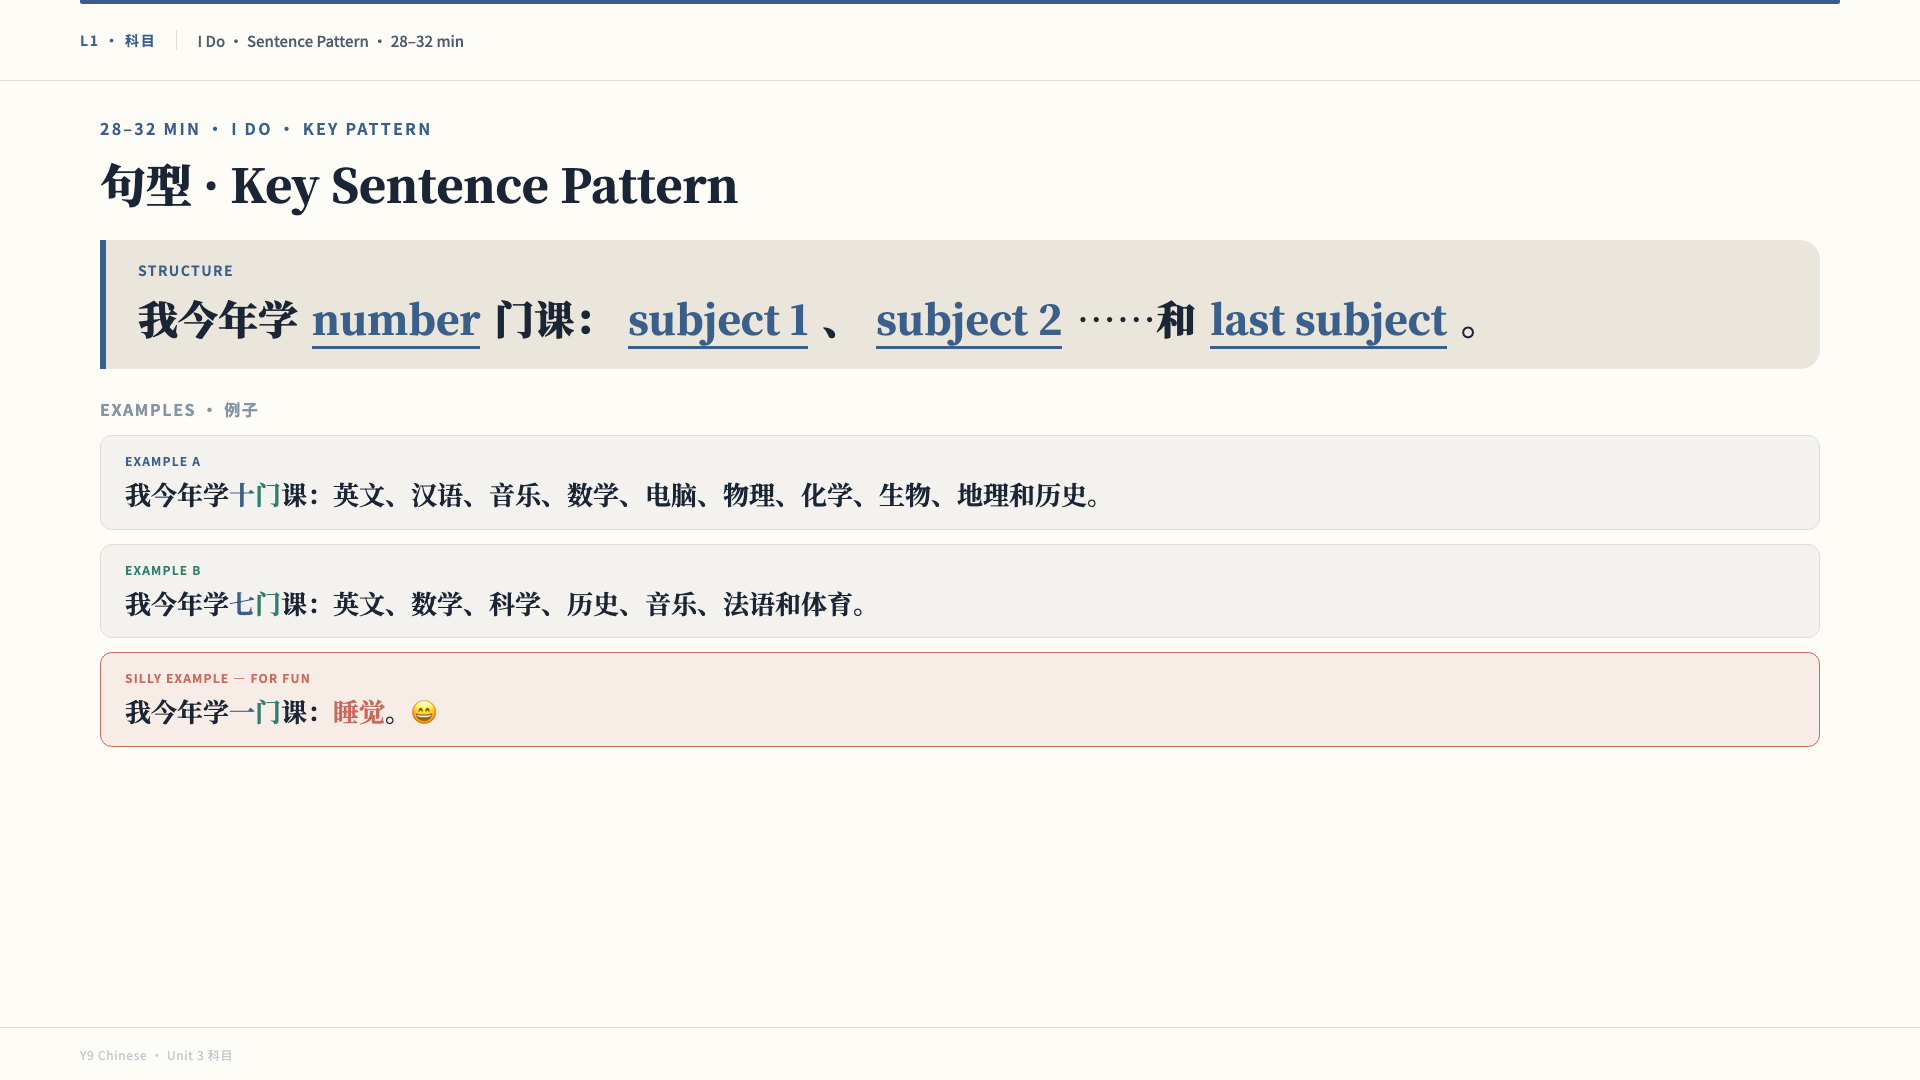 L1 • 科目 I Do • Sentence Pattern • 28–32 min
28–32 MIN • I DO • KEY PATTERN
句型 · Key Sentence Pattern
STRUCTURE
我今年学 number 门课： subject 1 、 subject 2 ……和 last subject 。
EXAMPLES • 例子
EXAMPLE A
我今年学十门课：英文、汉语、音乐、数学、电脑、物理、化学、生物、地理和历史。
EXAMPLE B
我今年学七门课：英文、数学、科学、历史、音乐、法语和体育。
SILLY EXAMPLE — FOR FUN
我今年学一门课：睡觉。😄
Y9 Chinese • Unit 3 科目